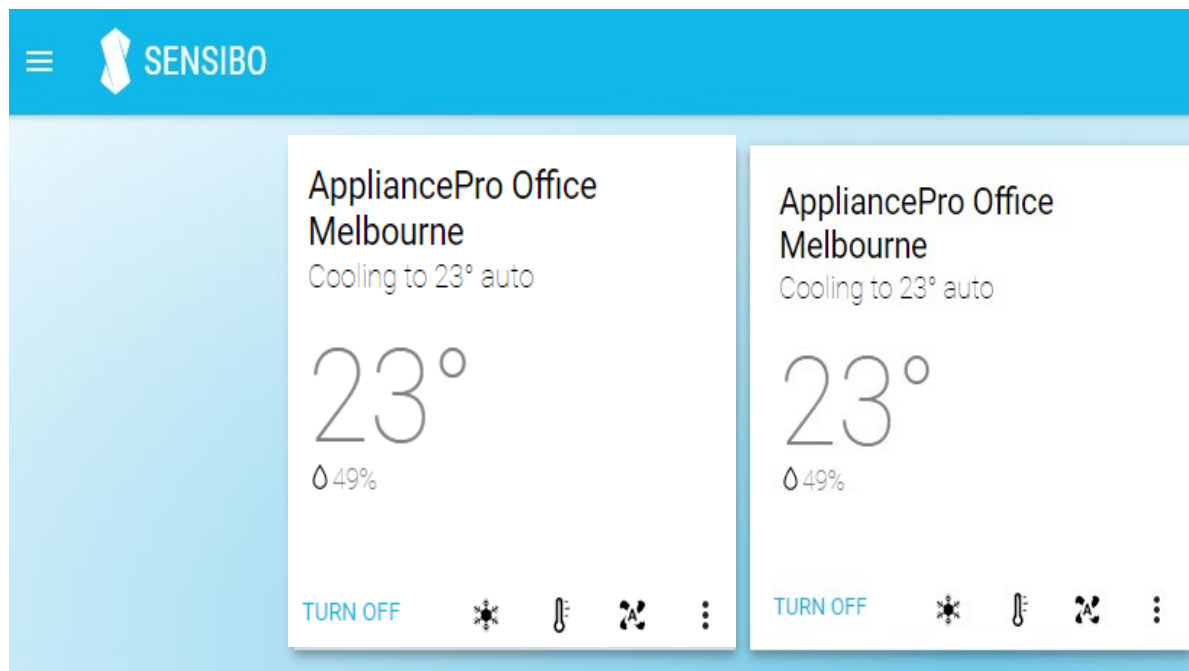 SENSIBO
AppliancePro Office
Melbourne
Cooling to 23° auto
23°
49%
TURN OFF
A
AppliancePro Office
Melbourne
Cooling to 23° auto
23°
49%
TURN OFF
A